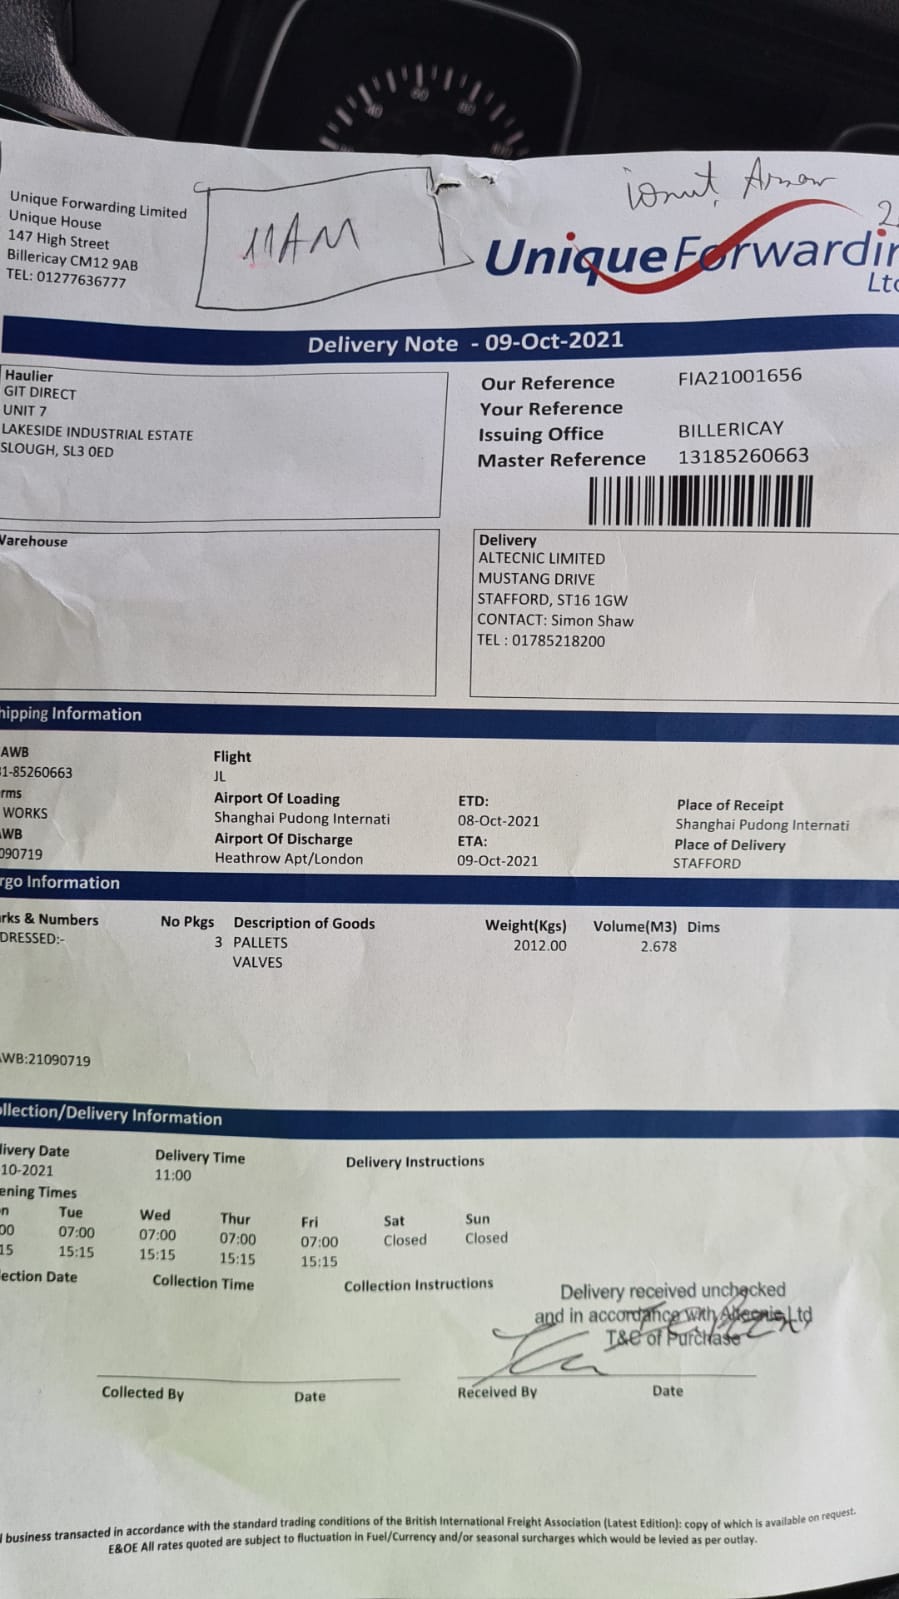 Unique Forwarding Limited
Unique House
147 High Street
Billericay CM12 9AB
TEL: 01277636777
11AM
ionut
UniqueForwardin
Ltd
Delivery Note - 09-Oct-2021
Haulier
GIT DIRECT
UNIT 7
LAKESIDE INDUSTRIAL ESTATE
SLOUGH, SL3 0ED
Our Reference FIA21001656
Your Reference
Issuing Office BILLERICAY
Master Reference 13185260663
Warehouse
Delivery
ALTECNIC LIMITED
MUSTANG DRIVE
STAFFORD, ST16 1GW
CONTACT: Simon Shaw
TEL : 01785218200
hipping Information
AWB
1-85260663
rms
WORKS
WB
090719
Flight
JL
Airport Of Loading
Shanghai Pudong Internati
Airport Of Discharge
Heathrow Apt/London
ETD:
08-Oct-2021
ETA:
09-Oct-2021
Place of Receipt
Shanghai Pudong Internati
Place of Delivery
STAFFORD
rgo Information
rks & Numbers No Pkgs Description of Goods Weight(Kgs) Volume(M3) Dims
DRESSED:- 3 PALLETS 2012.00 2.678
VALVES
WB:21090719
ollection/Delivery Information
livery Date Delivery Time Delivery Instructions
10-2021 11:00
ening Times
n Tue Wed Thur Fri Sat Sun
00 07:00 07:00 07:00 07:00 Closed Closed
15 15:15 15:15 15:15 15:15
lection Date Collection Time Collection Instructions
Delivery received unchecked
and in accordance with Altecnic Ltd
T&C of Purchase
Collected By Date Received By Date
l business transacted in accordance with the standard trading conditions of the British International Freight Association (Latest Edition): copy of which is available on request.
E&OE All rates quoted are subject to fluctuation in Fuel/Currency and/or seasonal surcharges which would be levied as per outlay.